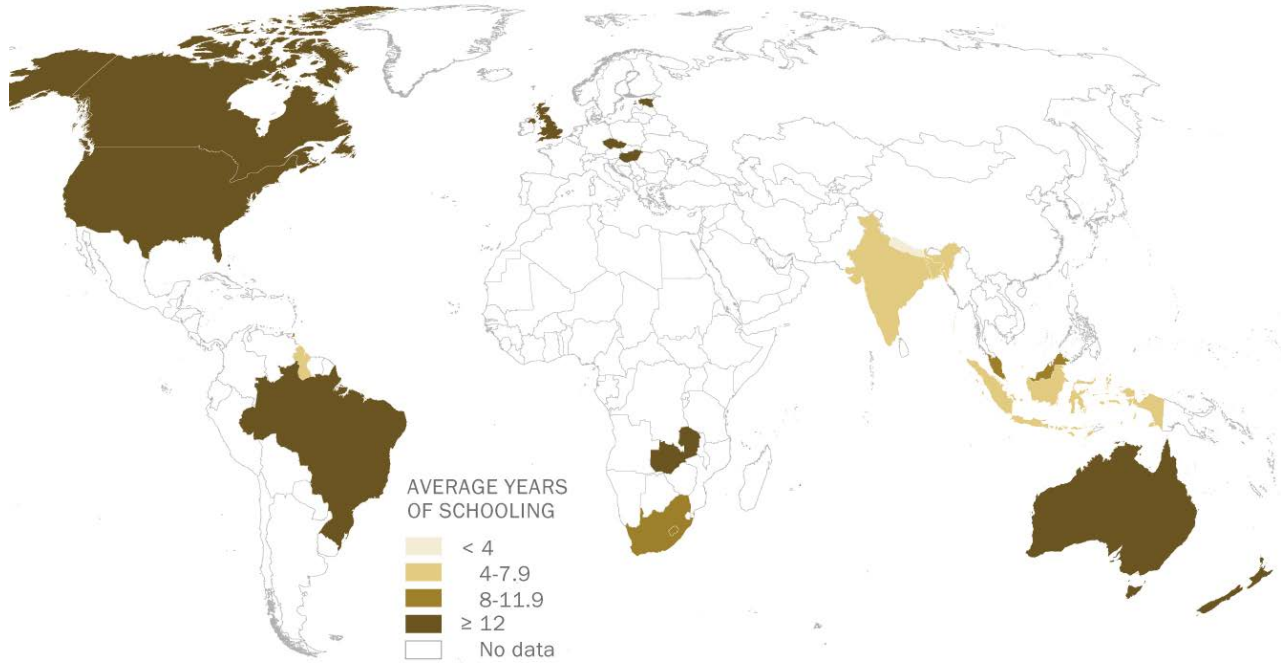 AVERAGE YEARS
OF SCHOOLING
< 4
4-7.9
8-11.9
≥ 12
No data